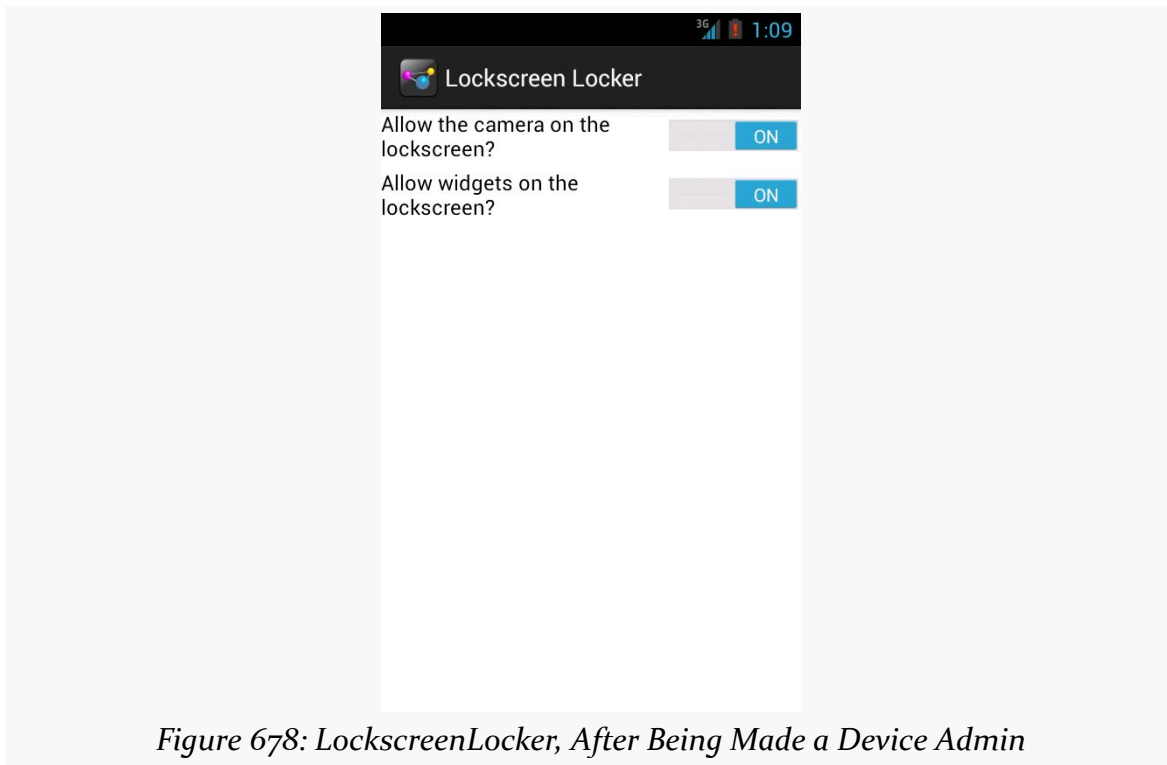 3G 1:09
Lockscreen Locker
Allow the camera on the
lockscreen?
ON
Allow widgets on the
lockscreen?
ON
Figure 678: LockscreenLocker, After Being Made a Device Admin